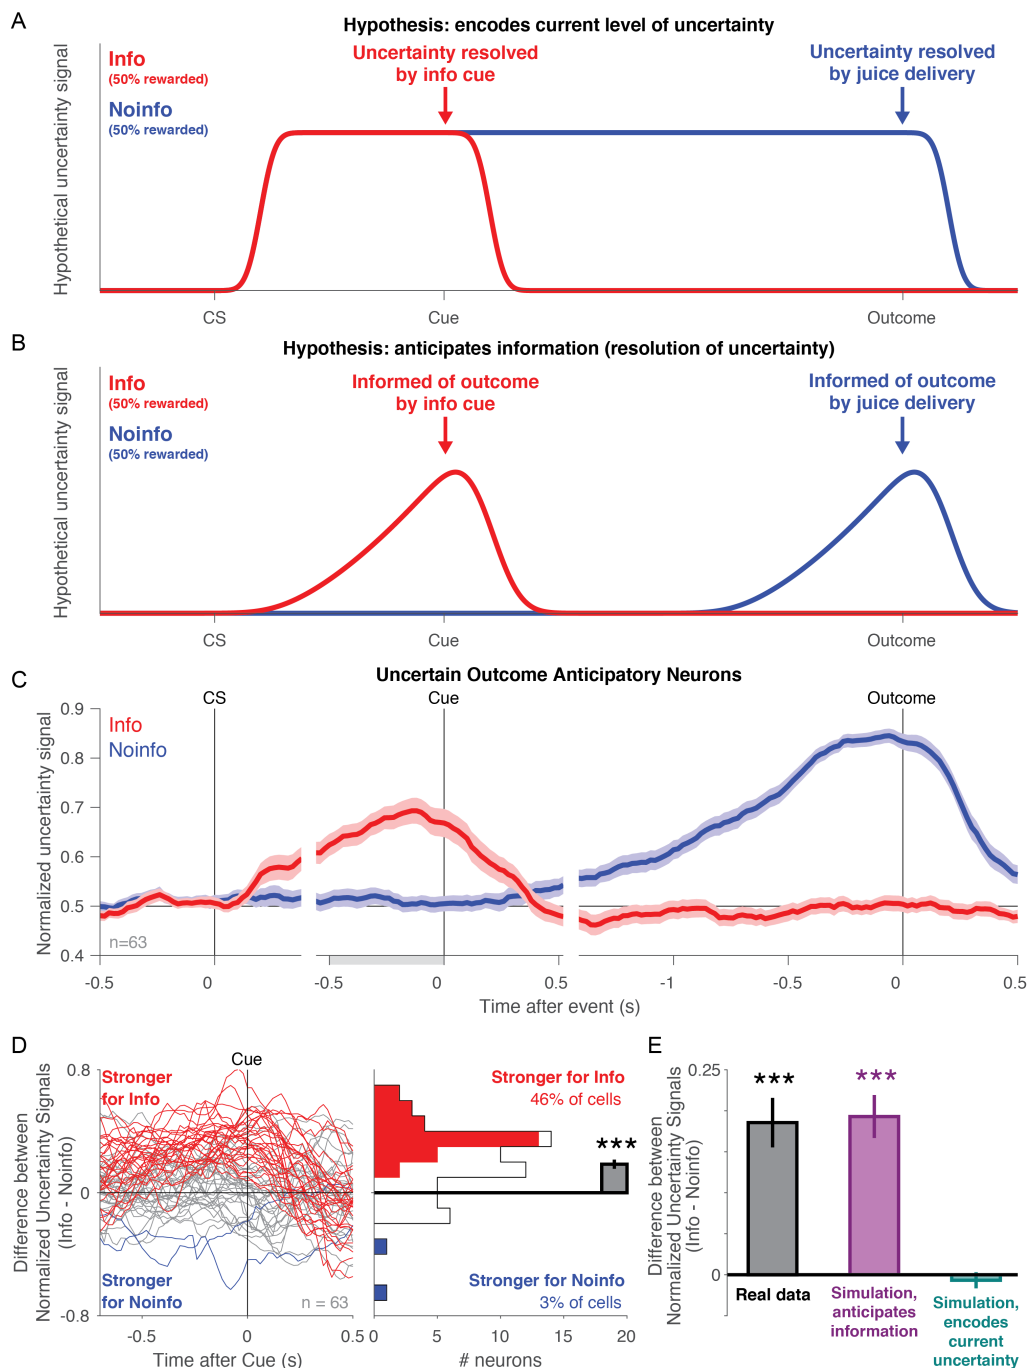 A
Hypothesis: encodes current level of uncertainty
Hypothetical uncertainty signal
Info
(50% rewarded)
Noinfo
(50% rewarded)
Uncertainty resolved
by info cue
Uncertainty resolved
by juice delivery
CS
Cue
Outcome
B
Hypothesis: anticipates information (resolution of uncertainty)
Hypothetical uncertainty signal
Info
(50% rewarded)
Noinfo
(50% rewarded)
Informed of outcome
by info cue
Informed of outcome
by juice delivery
CS
Cue
Outcome
C
Uncertain Outcome Anticipatory Neurons
CS
Cue
Outcome
Normalized uncertainty signal
0.9
0.8
0.7
0.6
0.5
0.4
Info
Noinfo
n=63
-0.5
0
-0.5
0
0.5
-1
-0.5
0
0.5
Time after event (s)
D
Cue
Difference between
Normalized Uncertainty Signals
(Info - Noinfo)
0.8
0
-0.8
Stronger
for Info
Stronger
for Noinfo
n = 63
-0.5
0
0.5
Time after Cue (s)
Stronger for Info
46% of cells
***
Stronger for Noinfo
3% of cells
0
5
10
15
20
# neurons
E
Difference between
Normalized Uncertainty Signals
(Info - Noinfo)
0.25
0
***
***
Real data
Simulation,
anticipates
information
Simulation,
encodes
current
uncertainty